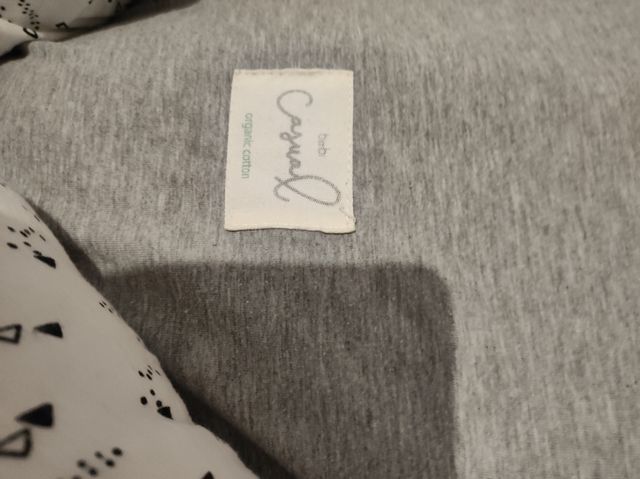 bebi
Casual
organic cotton